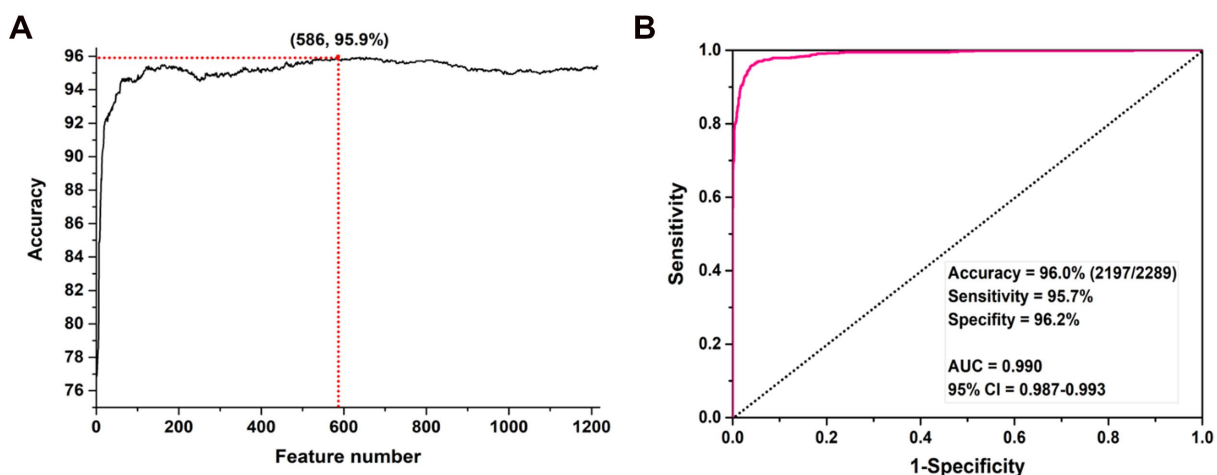 A
(586, 95.9%)
96
94
92
90
88
86
84
82
80
78
76
Accuracy
0
200
400
600
800
1000
1200
Feature number
B
1.0
0.8
0.6
0.4
0.2
0.0
Sensitivity
Accuracy = 96.0% (2197/2289)
Sensitivity = 95.7%
Specifity = 96.2%
AUC = 0.990
95% CI = 0.987-0.993
0.0
0.2
0.4
0.6
0.8
1.0
1-Specificity